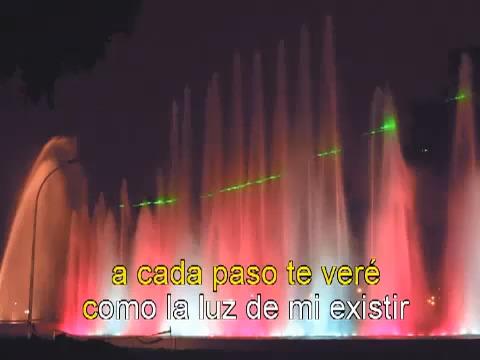 a cada paso te veré
como la luz de mi existir